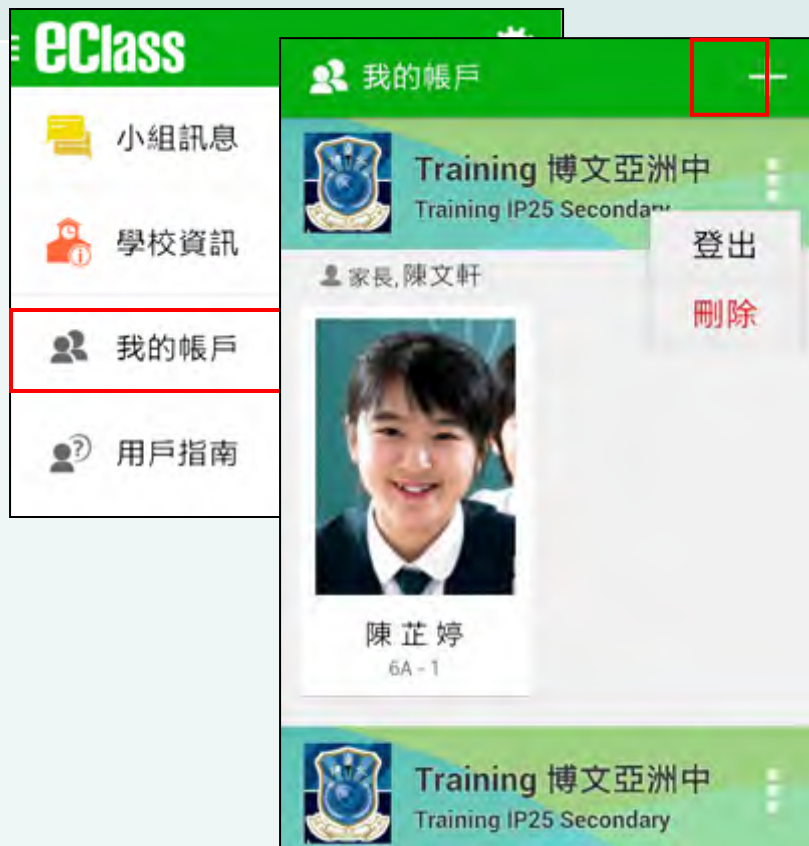 eClass
小組訊息
學校資訊
我的帳戶
用戶指南
我的帳戶
Training 博文亞洲中
Training IP25 Secondary
登出
刪除
家長,陳文軒
陳芷婷
6A - 1
Training 博文亞洲中
Training IP25 Secondary